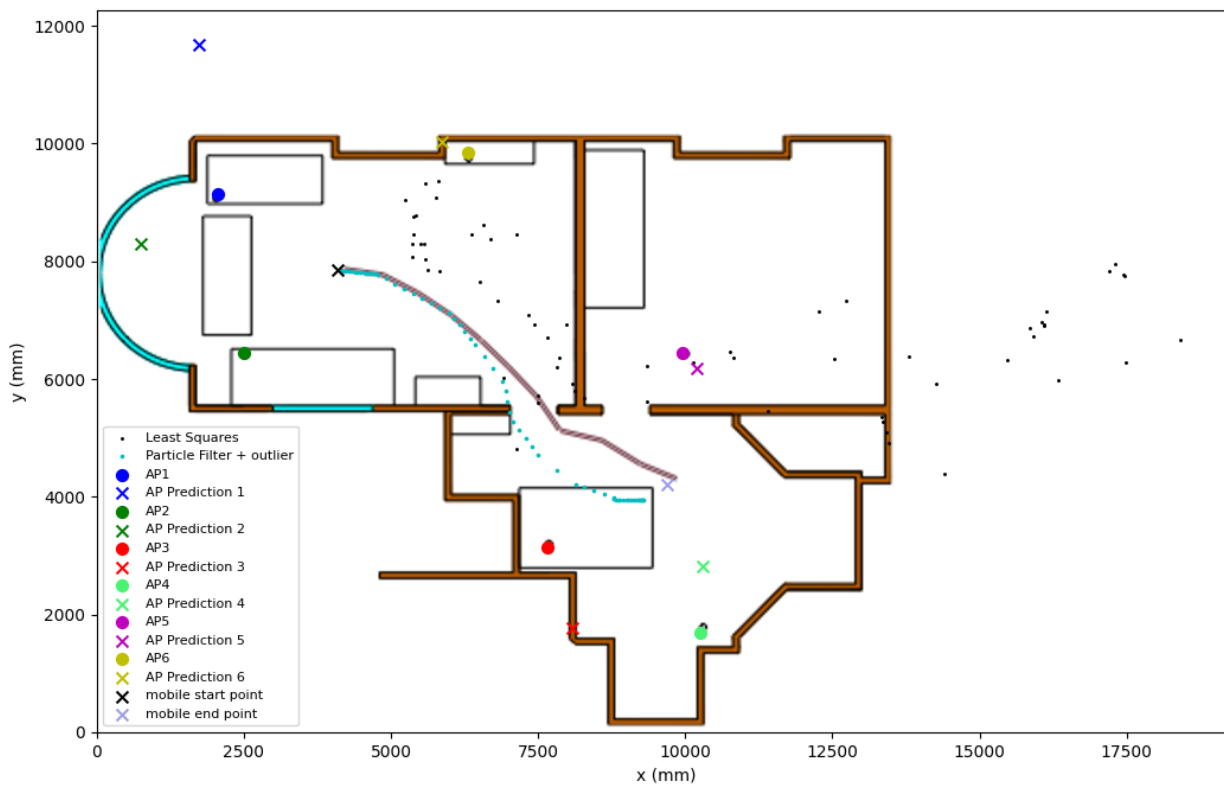 12000
10000
8000
6000
4000
2000
0
y (mm)
Least Squares
Particle Filter + outlier
AP1
AP Prediction 1
AP2
AP Prediction 2
AP3
AP Prediction 3
AP4
AP Prediction 4
AP5
AP Prediction 5
AP6
AP Prediction 6
mobile start point
mobile end point
0 2500 5000 7500 10000 12500 15000 17500
x (mm)